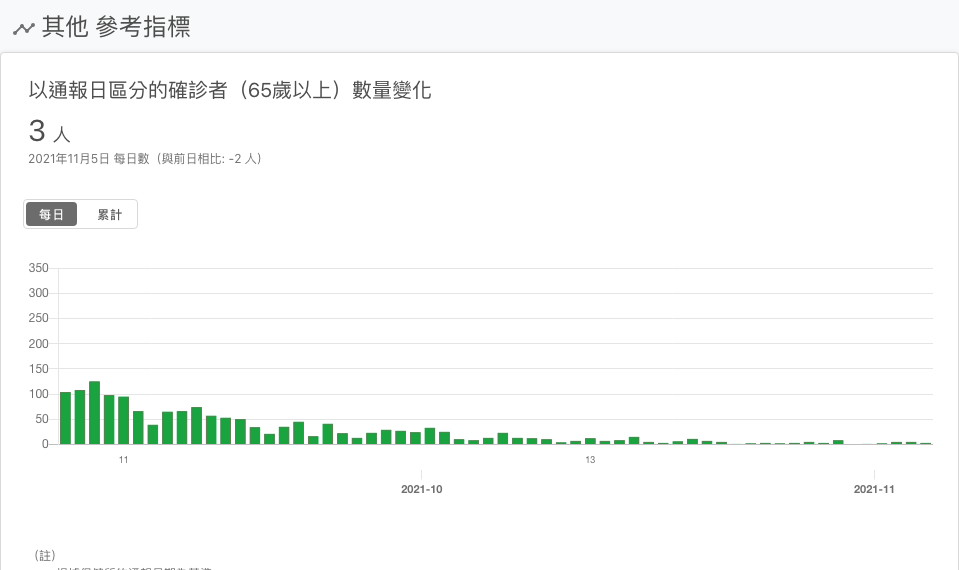 其他 參考指標
以通報日區分的確診者（65歲以上）數量變化
3 人
2021年11月5日 每日數（與前日相比: -2 人）
每日 累計
350
300
250
200
150
100
50
0
11 13
2021-10 2021-11
（註）